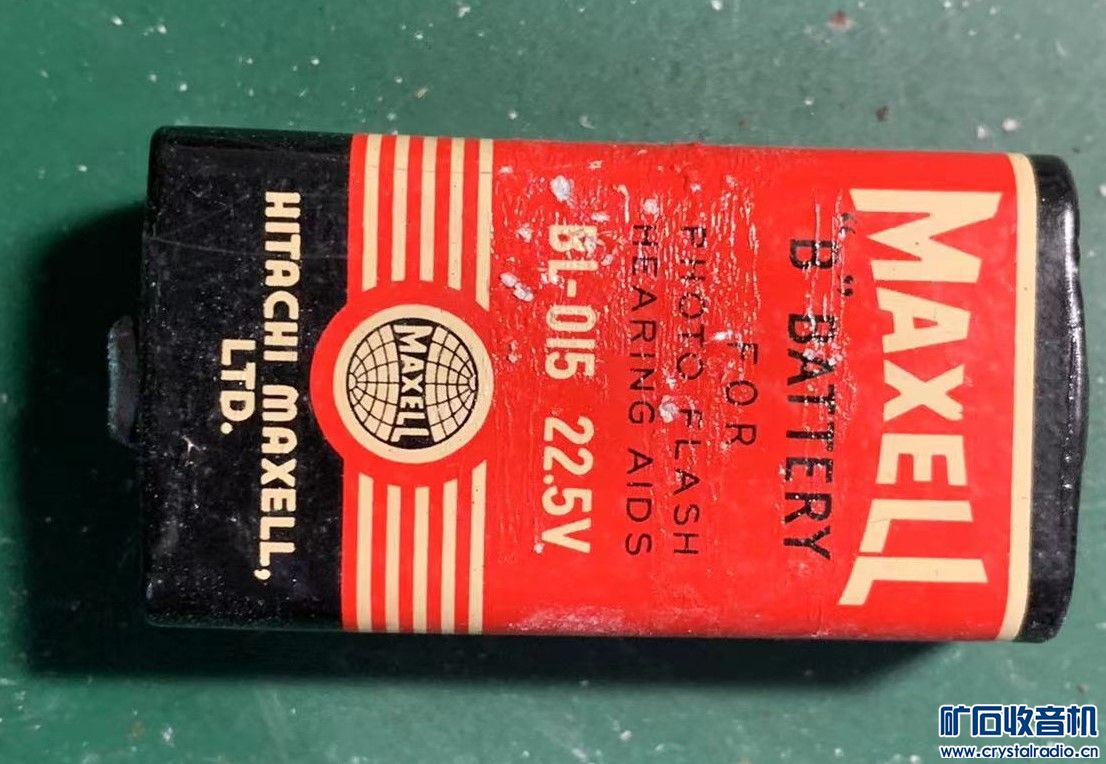 MAXELL
"B" BATTERY
FOR
PHOTO FLASH
HEARING AIDS
BL-015 22.5V
MAXELL
HITACHI MAXELL,
LTD.
矿石收音机
www.crystalradio.cn